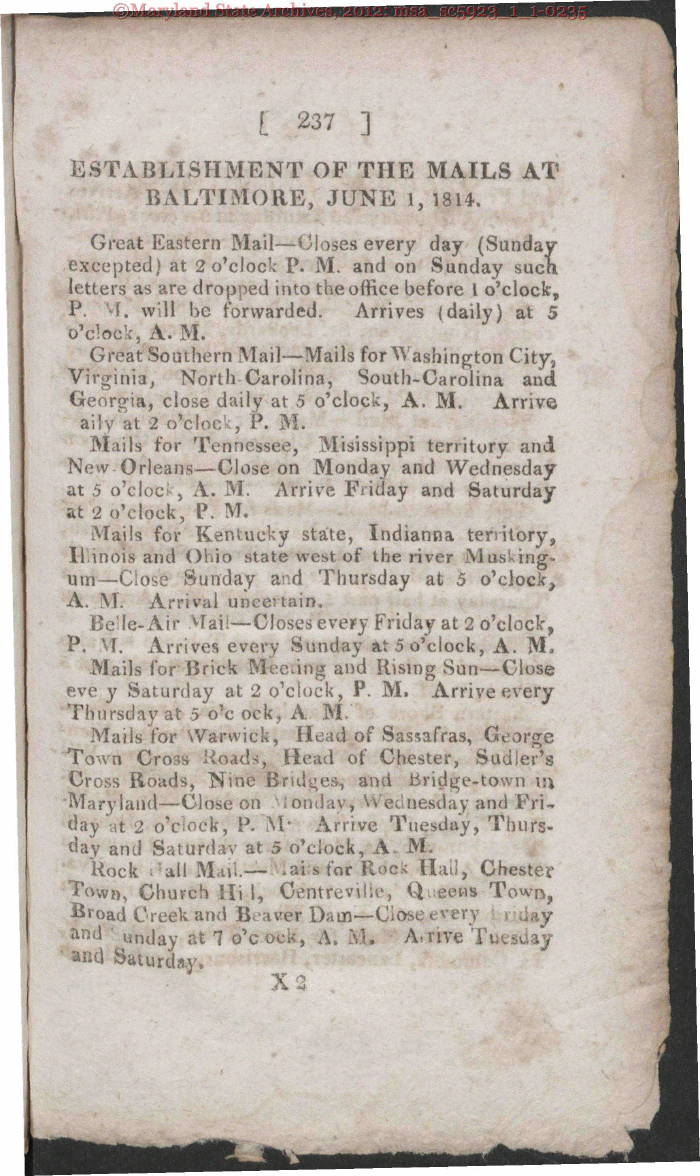 ©Maryland State Archives, 2012: msa_sc5923_1_1-0235
[ 237 ]
ESTABLISHMENT OF THE MAILS AT
BALTIMORE, JUNE 1, 1814.
Great Eastern Mail—Closes every day (Sunday
excepted) at 2 o'clock P. M. and on Sunday such
letters as are dropped into the office before 1 o'clock,
P. M. will be forwarded. Arrives (daily) at 5
o'clock, A. M.
Great Southern Mail—Mails for Washington City,
Virginia, North-Carolina, South-Carolina and
Georgia, close daily at 5 o'clock, A. M. Arrive
aily at 2 o'clock, P. M.
Mails for Tennessee, Misissippi territory and
New-Orleans—Close on Monday and Wednesday
at 5 o'clock, A. M. Arrive Friday and Saturday
at 2 o'clock, P. M.
Mails for Kentucky state, Indianna territory,
Illinois and Ohio state west of the river Musking-
um—Close Sunday and Thursday at 5 o'clock,
A. M. Arrival uncertain.
Belle-Air Mail—Closes every Friday at 2 o'clock,
P. M. Arrives every Sunday at 5 o'clock, A. M.
Mails for Brick Meeting and Rising Sun—Close
eve y Saturday at 2 o'clock, P. M. Arrive every
Thursday at 5 o'c ock, A. M.
Mails for Warwick, Head of Sassafras, George
Town Cross Roads, Head of Chester, Sudler's
Cross Roads, Nine Bridges, and Bridge-town in
Maryland—Close on Monday, Wednesday and Fri-
day at 2 o'clock, P. M. Arrive Tuesday, Thurs-
day and Saturday at 5 o'clock, A. M.
Rock Hall Mail.—Mails for Rock Hall, Chester
Town, Church Hill, Centreville, Queens Town,
Broad Creek and Beaver Dam—Close every Friday
and Sunday at 7 o'c ock, A. M. Arrive Tuesday
and Saturday.
X 2